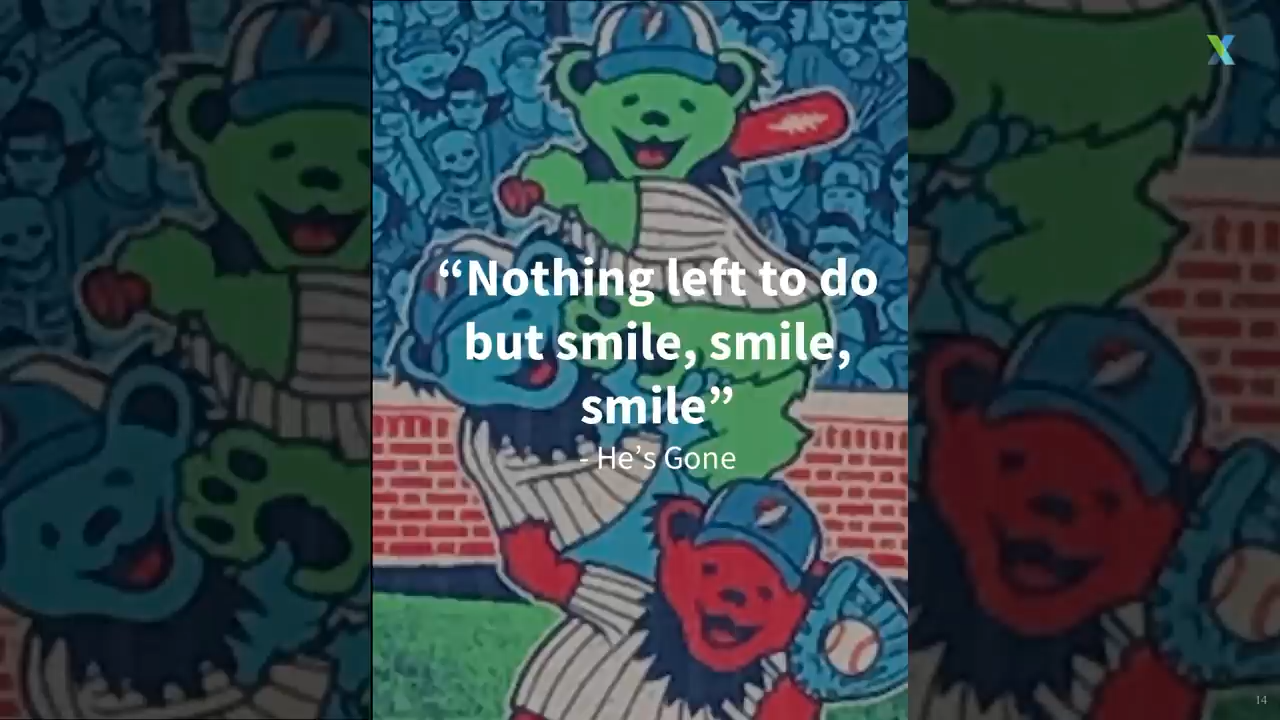 “Nothing left to do
but smile, smile,
smile”
- He’s Gone
14